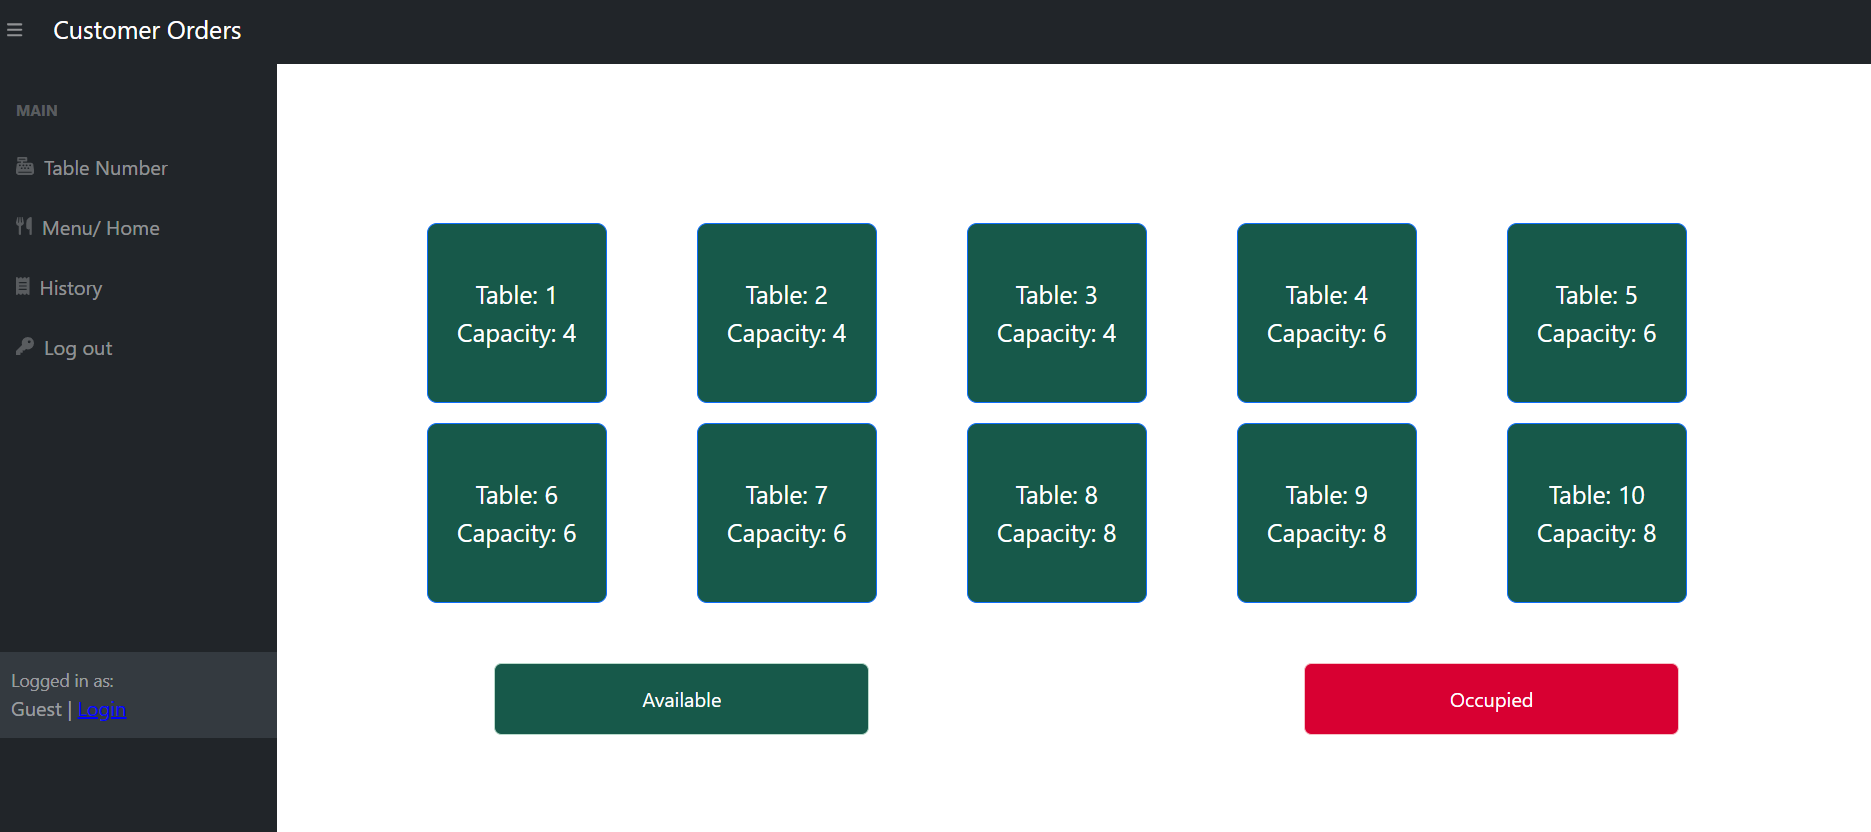 Customer Orders
MAIN
Table Number
Menu/ Home
History
Log out
Logged in as:
Guest | Login
Table: 1
Capacity: 4
Table: 2
Capacity: 4
Table: 3
Capacity: 4
Table: 4
Capacity: 6
Table: 5
Capacity: 6
Table: 6
Capacity: 6
Table: 7
Capacity: 6
Table: 8
Capacity: 8
Table: 9
Capacity: 8
Table: 10
Capacity: 8
Available
Occupied